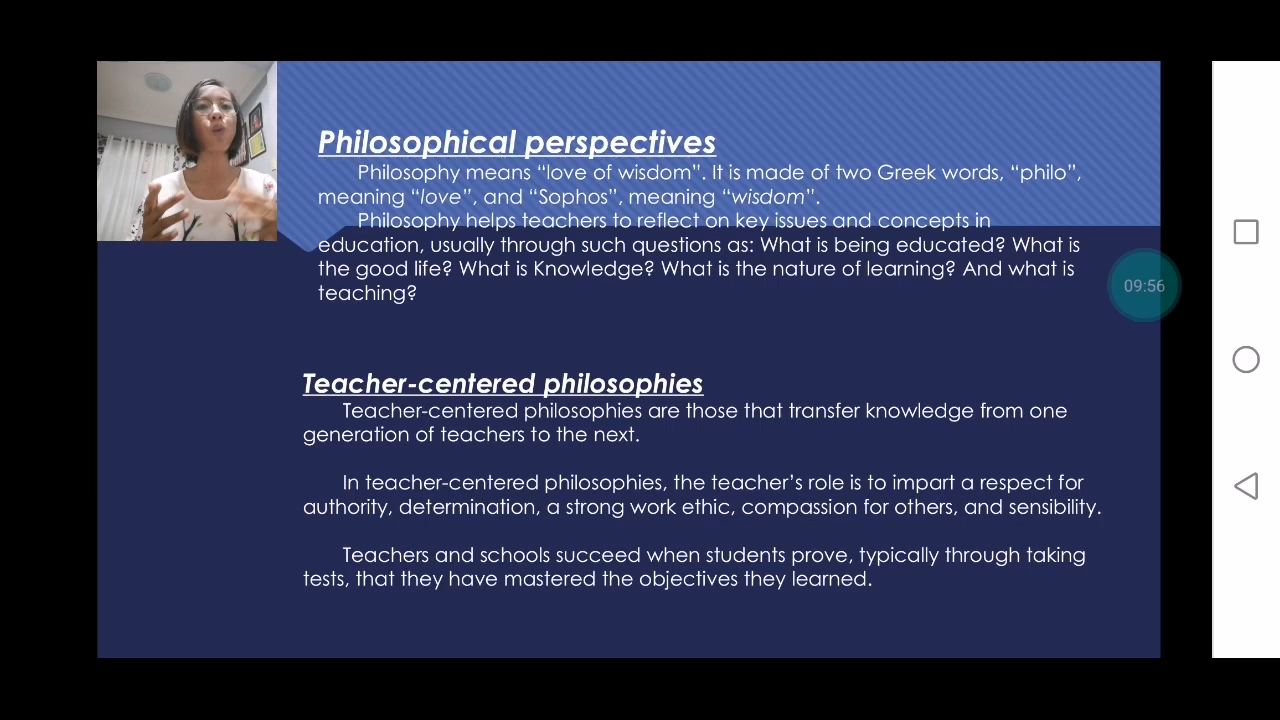 Philosophical perspectives
Philosophy means “love of wisdom”. It is made of two Greek words, “philo”,
meaning “love”, and “Sophos”, meaning “wisdom”.
Philosophy helps teachers to reflect on key issues and concepts in
education, usually through such questions as: What is being educated? What is
the good life? What is Knowledge? What is the nature of learning? And what is
teaching?
09:56
Teacher-centered philosophies
Teacher-centered philosophies are those that transfer knowledge from one
generation of teachers to the next.
In teacher-centered philosophies, the teacher’s role is to impart a respect for
authority, determination, a strong work ethic, compassion for others, and sensibility.
Teachers and schools succeed when students prove, typically through taking
tests, that they have mastered the objectives they learned.